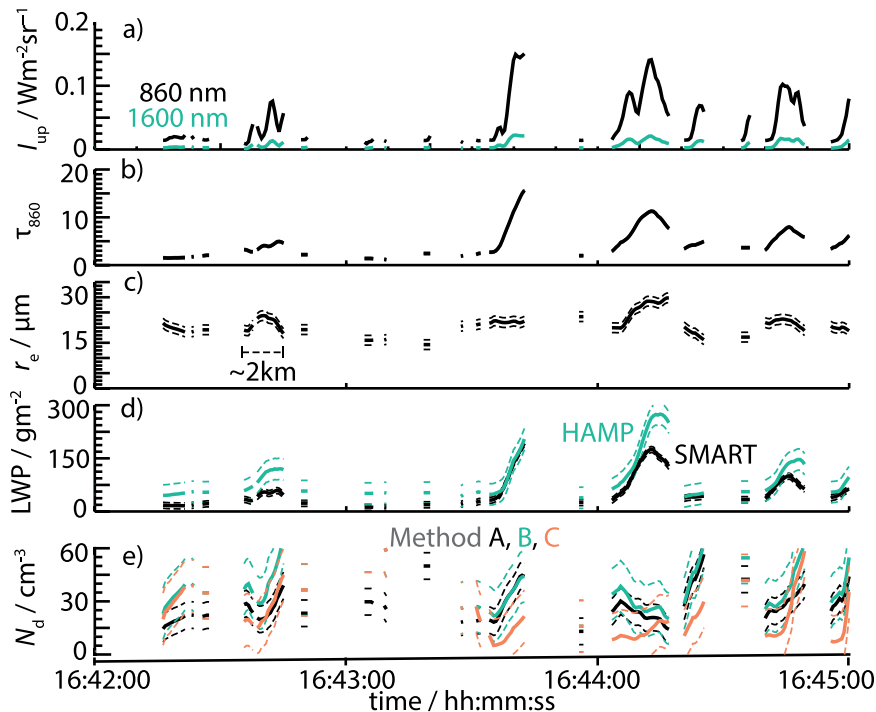 a)
0.2
0.1
0
I_up / Wm⁻²sr⁻¹
860 nm
1600 nm
b)
20
10
0
τ₈₆₀
c)
30
15
0
r_e / μm
~2km
d)
300
150
0
LWP / gm⁻²
HAMP
SMART
Method A, B, C
e)
60
30
0
N_d / cm⁻³
16:42:00 16:43:00 16:44:00 16:45:00
time / hh:mm:ss